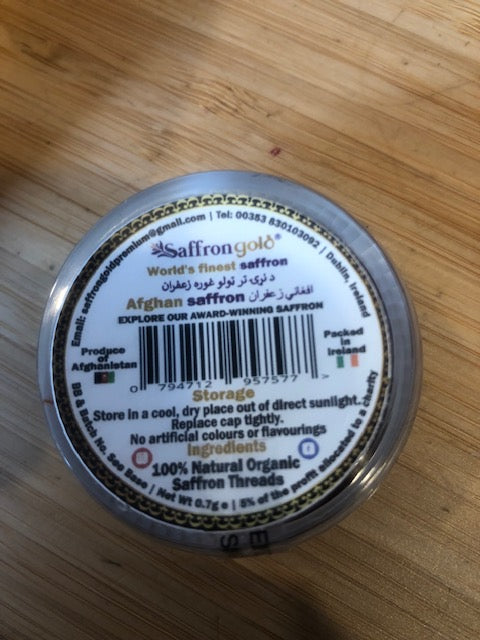 Email: saffrongoldpremium@gmail.com | Tel: 00353 830103092 | Dublin, Ireland
Saffrongold®
World's finest saffron
د نړۍ تر ټولو غوره زعفران
Afghan saffron افغاني زعفران
EXPLORE OUR AWARD-WINNING SAFFRON
Produce
of
Afghanistan
Packed
in
Ireland
0 794712 957577 >
Storage
Store in a cool, dry place out of direct sunlight.
Replace cap tightly.
No artificial colours or flavourings
Ingredients
100% Natural Organic
Saffron Threads
BB & Batch No. See Base | Net Wt 0.7g e | 5% of the profit allocated to a charity